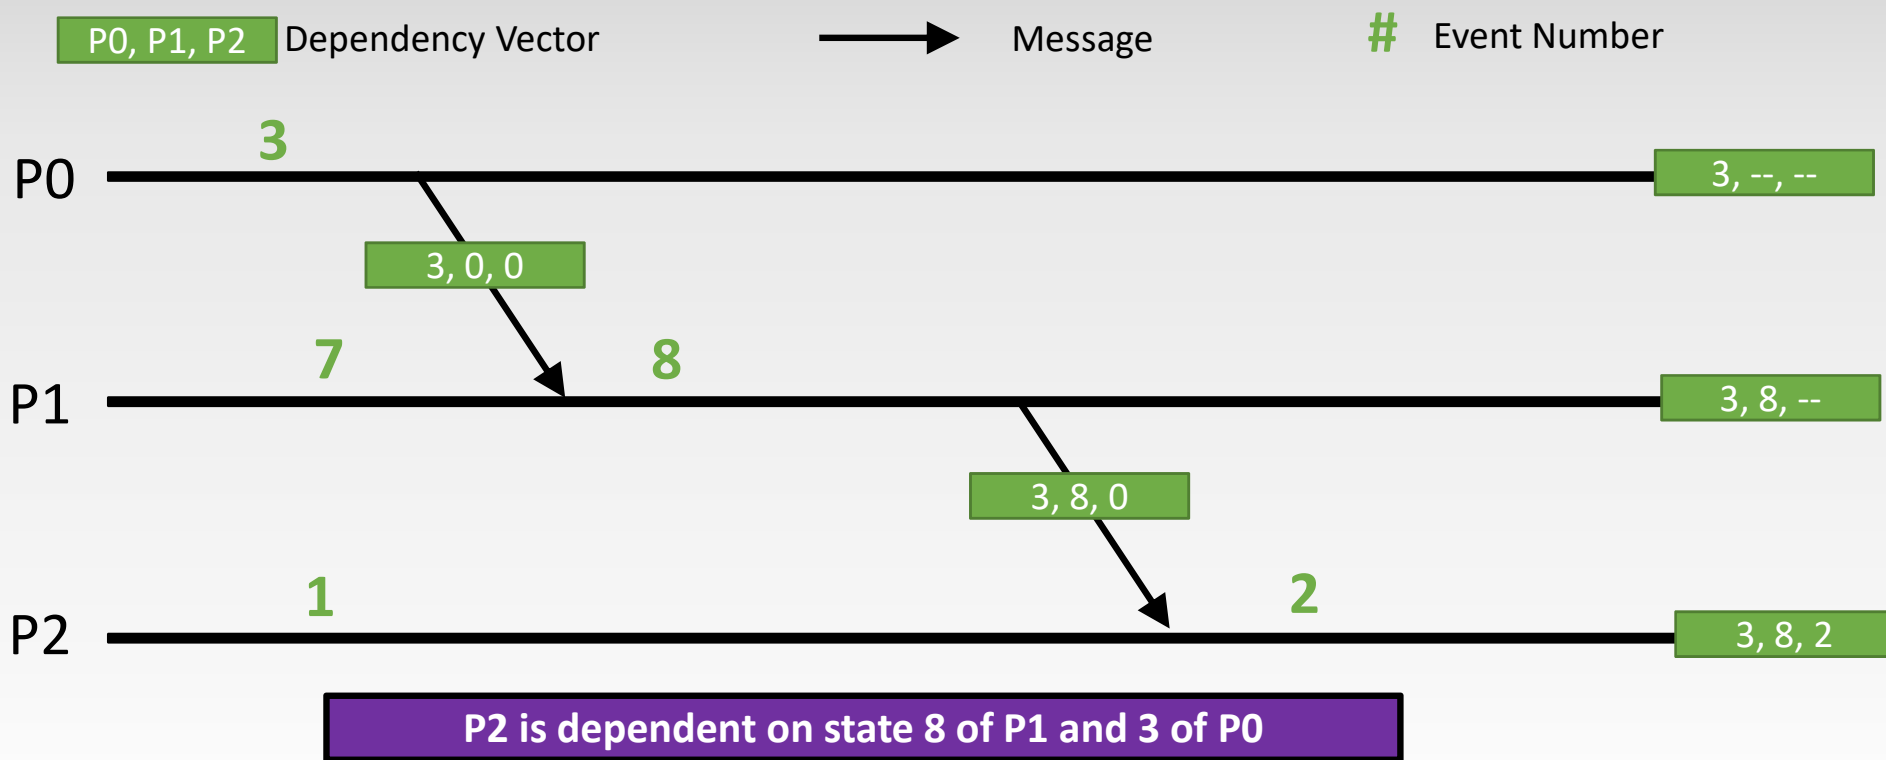 P0, P1, P2 Dependency Vector Message # Event Number
3
P0 3, --, --
3, 0, 0
7 8
P1 3, 8, --
3, 8, 0
1 2
P2 3, 8, 2
P2 is dependent on state 8 of P1 and 3 of P0